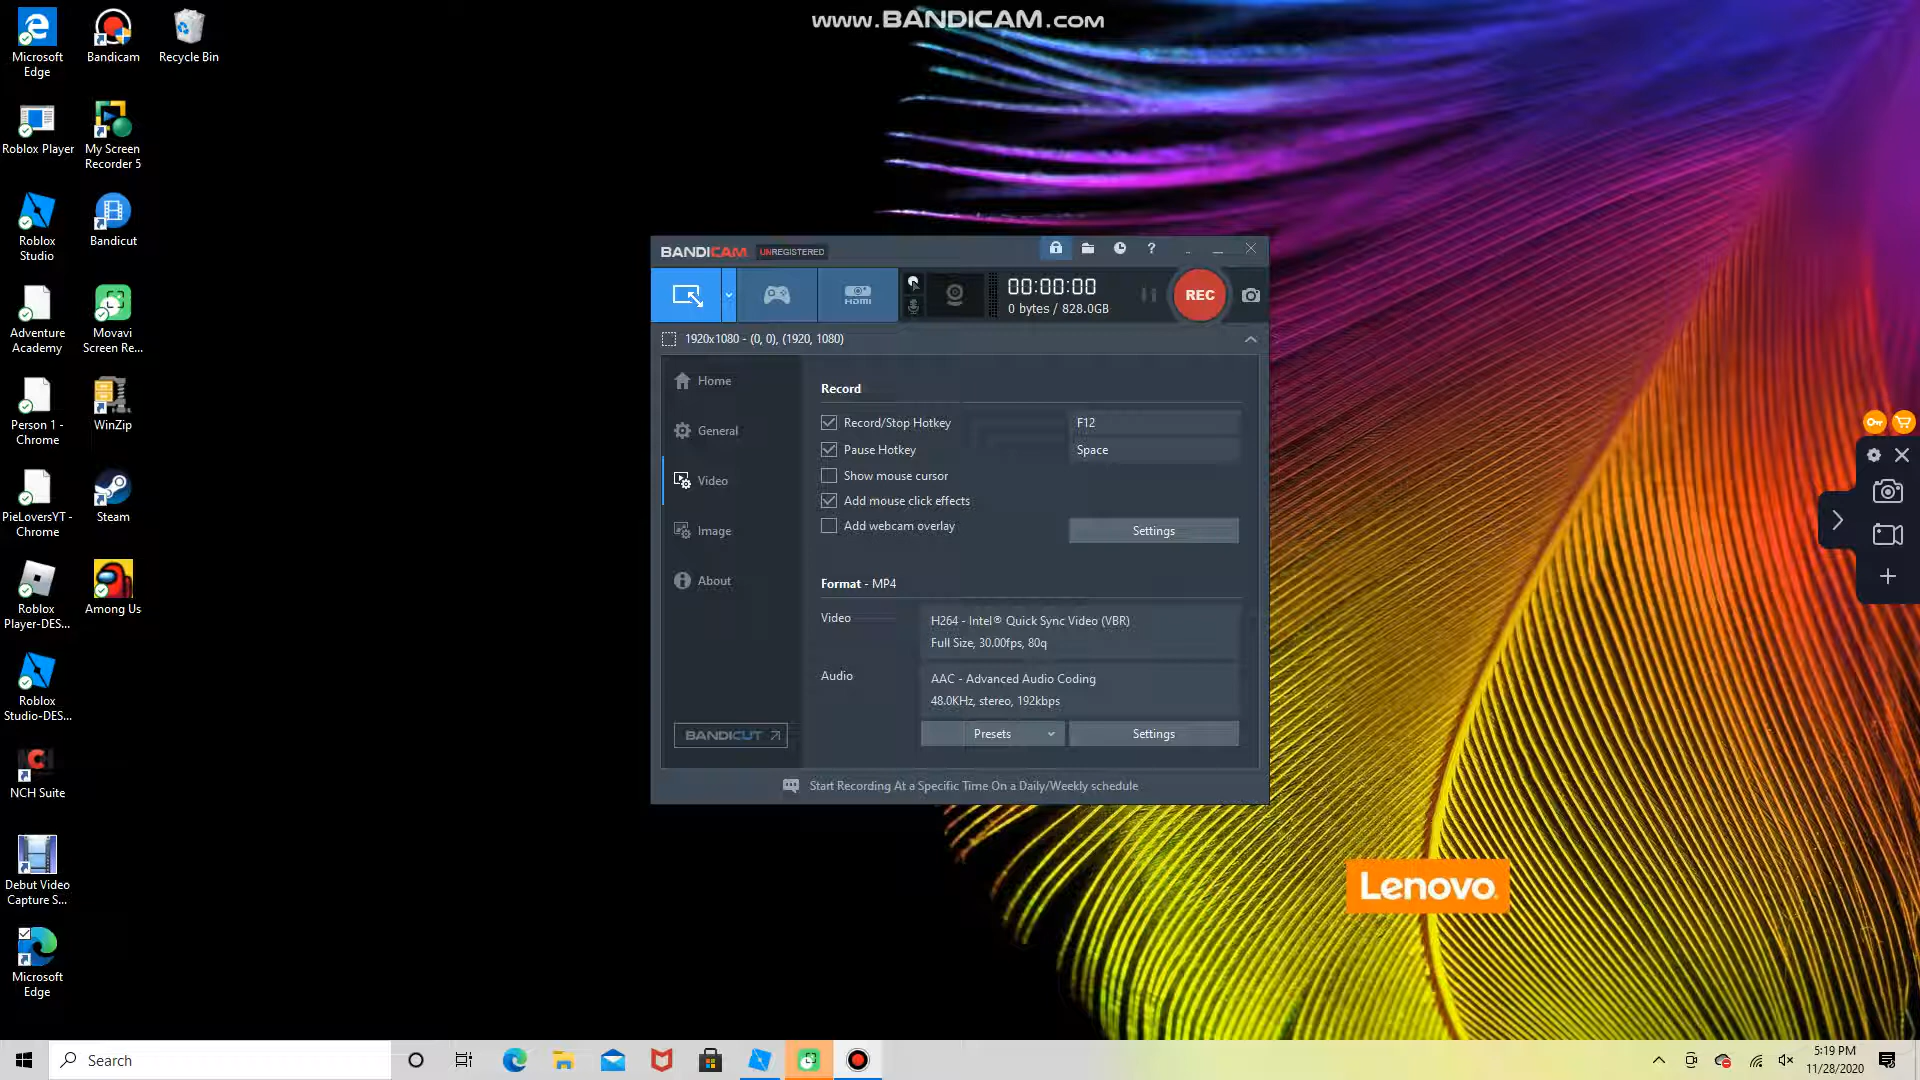 www.BANDICAM.com
Microsoft
Edge
Bandicam
Recycle Bin
Roblox Player
My Screen
Recorder 5
Roblox
Studio
Bandicut
Adventure
Academy
Movavi
Screen Re...
Person 1 -
Chrome
WinZip
PieLoversYT -
Chrome
Steam
Roblox
Player-DES...
Among Us
Roblox
Studio-DES...
NCH
NCH Suite
Debut Video
Capture S...
Microsoft
Edge
BANDICAM UNREGISTERED
?
HDMI
00:00:00
0 bytes / 828.0GB
REC
1920x1080 - (0, 0), (1920, 1080)
Home
General
Video
Image
About
BANDICUT
Record
Record/Stop Hotkey F12
Pause Hotkey Space
Show mouse cursor
Add mouse click effects
Add webcam overlay
Settings
Format - MP4
Video
H264 - Intel® Quick Sync Video (VBR)
Full Size, 30.00fps, 80q
Audio
AAC - Advanced Audio Coding
48.0KHz, stereo, 192kbps
Presets
Settings
Start Recording At a Specific Time On a Daily/Weekly schedule
Lenovo
Search
5:19 PM
11/28/2020